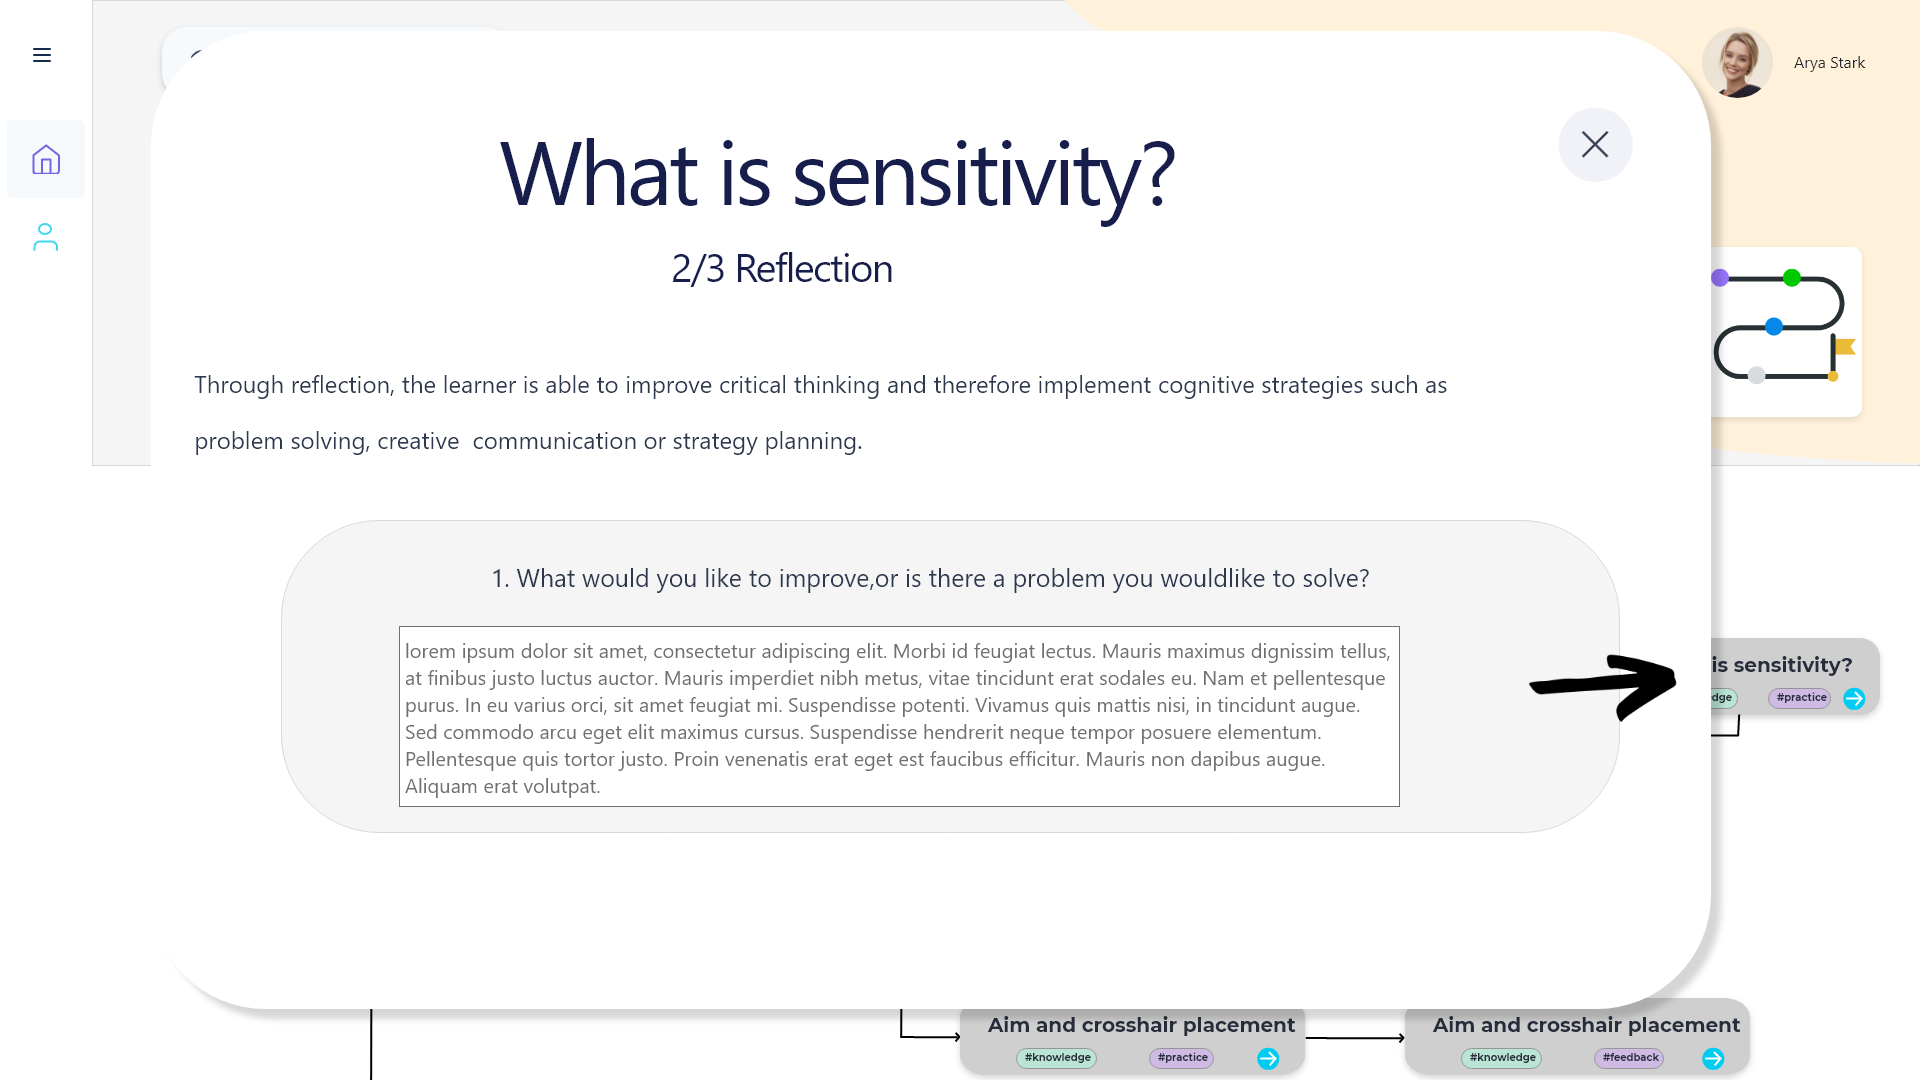 Arya Stark
What is sensitivity?
2/3 Reflection
Through reflection, the learner is able to improve critical thinking and therefore implement cognitive strategies such as
problem solving, creative  communication or strategy planning.
1. What would you like to improve,or is there a problem you wouldlike to solve?
lorem ipsum dolor sit amet, consectetur adipiscing elit. Morbi id feugiat lectus. Mauris maximus dignissim tellus,
at finibus justo luctus auctor. Mauris imperdiet nibh metus, vitae tincidunt erat sodales eu. Nam et pellentesque
purus. In eu varius orci, sit amet feugiat mi. Suspendisse potenti. Vivamus quis mattis nisi, in tincidunt augue.
Sed commodo arcu eget elit maximus cursus. Suspendisse hendrerit neque tempor posuere elementum.
Pellentesque quis tortor justo. Proin venenatis erat eget est faucibus efficitur. Mauris non dapibus augue.
Aliquam erat volutpat.
is sensitivity?
dge #practice
Aim and crosshair placement
#knowledge #practice
Aim and crosshair placement
#knowledge #feedback